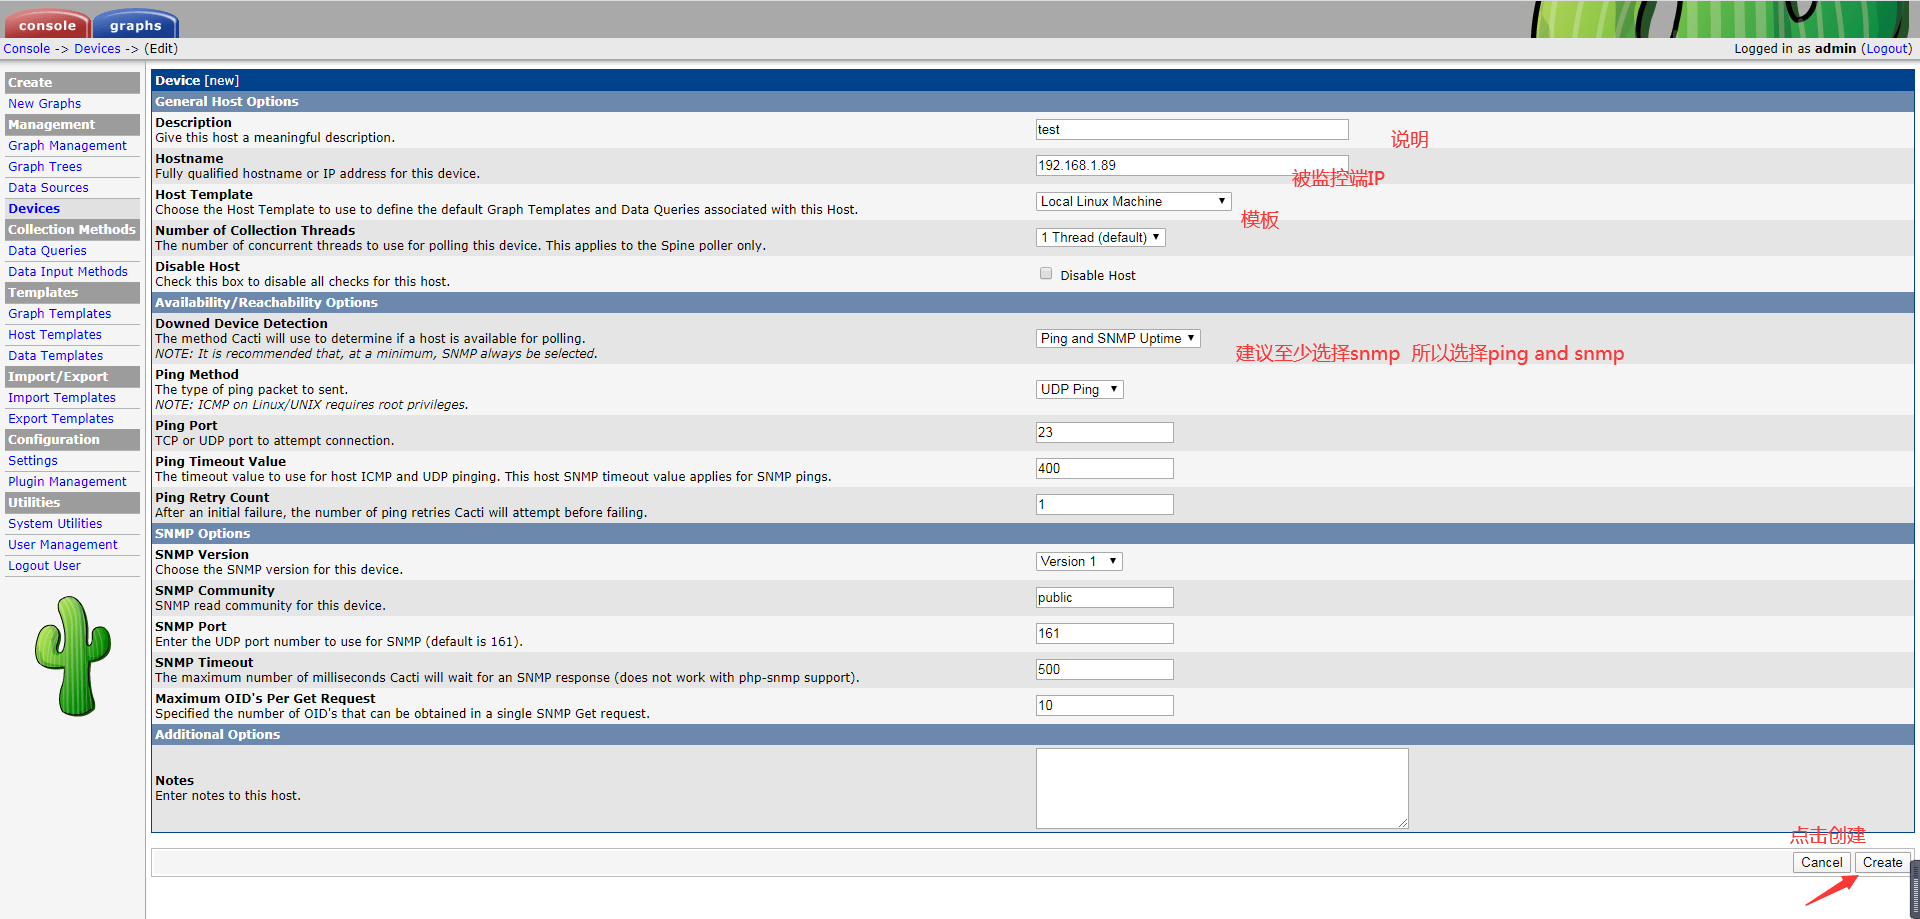 console graphs
Console -> Devices -> (Edit)
Logged in as admin (Logout)
Create
New Graphs
Management
Graph Management
Graph Trees
Data Sources
Devices
Collection Methods
Data Queries
Data Input Methods
Templates
Graph Templates
Host Templates
Data Templates
Import/Export
Import Templates
Export Templates
Configuration
Settings
Plugin Management
Utilities
System Utilities
User Management
Logout User
Device [new]
General Host Options
Description
Give this host a meaningful description.
test
说明
Hostname
Fully qualified hostname or IP address for this device.
192.168.1.89
被监控端IP
Host Template
Choose the Host Template to use to define the default Graph Templates and Data Queries associated with this Host.
Local Linux Machine
模板
Number of Collection Threads
The number of concurrent threads to use for polling this device. This applies to the Spine poller only.
1 Thread (default)
Disable Host
Check this box to disable all checks for this host.
Disable Host
Availability/Reachability Options
Downed Device Detection
The method Cacti will use to determine if a host is available for polling.
NOTE: It is recommended that, at a minimum, SNMP always be selected.
Ping and SNMP Uptime
建议至少选择snmp 所以选择ping and snmp
Ping Method
The type of ping packet to sent.
NOTE: ICMP on Linux/UNIX requires root privileges.
UDP Ping
Ping Port
TCP or UDP port to attempt connection.
23
Ping Timeout Value
The timeout value to use for host ICMP and UDP pinging. This host SNMP timeout value applies for SNMP pings.
400
Ping Retry Count
After an initial failure, the number of ping retries Cacti will attempt before failing.
1
SNMP Options
SNMP Version
Choose the SNMP version for this device.
Version 1
SNMP Community
SNMP read community for this device.
public
SNMP Port
Enter the UDP port number to use for SNMP (default is 161).
161
SNMP Timeout
The maximum number of milliseconds Cacti will wait for an SNMP response (does not work with php-snmp support).
500
Maximum OID's Per Get Request
Specified the number of OID's that can be obtained in a single SNMP Get request.
10
Additional Options
Notes
Enter notes to this host.
点击创建
Cancel Create